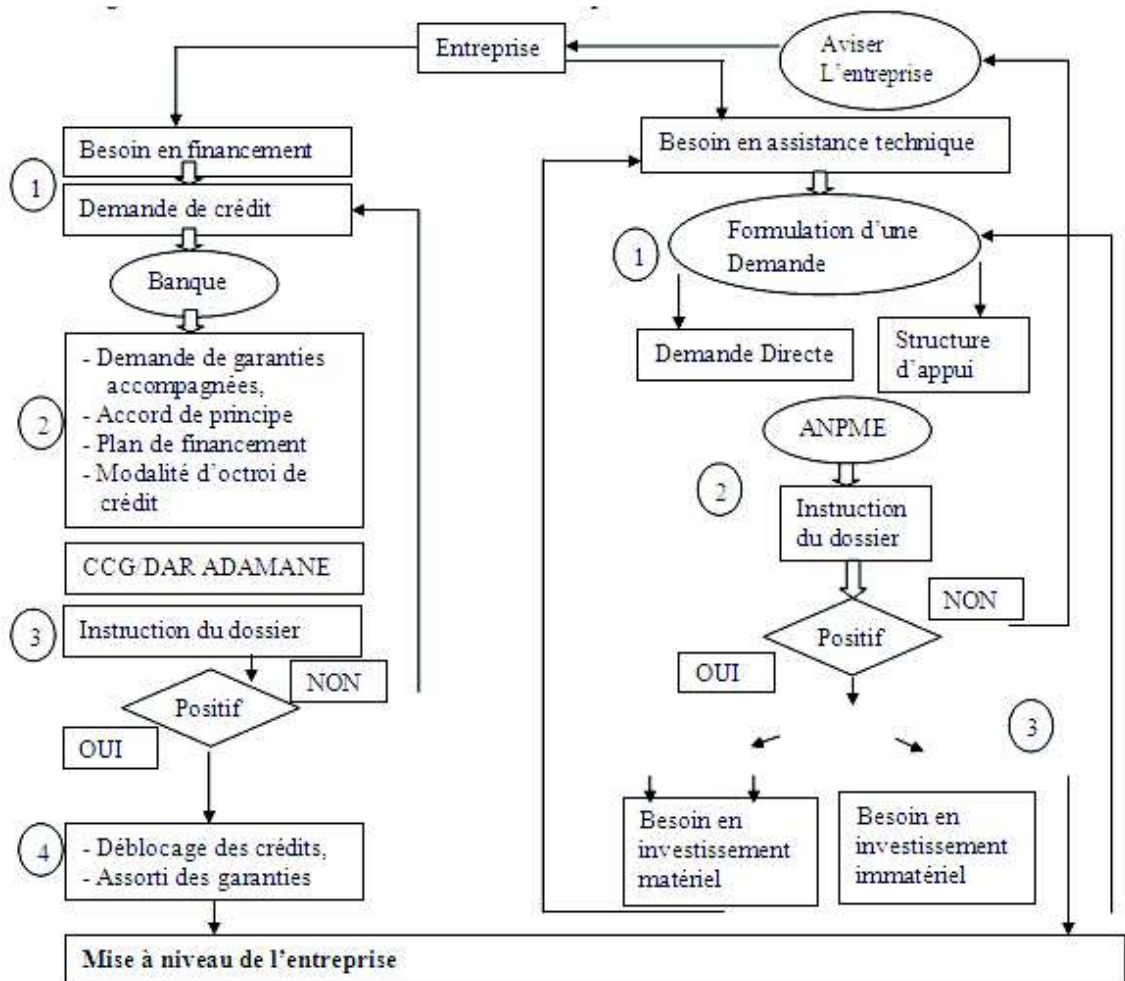 Entreprise
Aviser
L'entreprise
Besoin en financement
1
Demande de crédit
Banque
2
- Demande de garanties
accompagnées,
- Accord de principe
- Plan de financement
- Modalité d'octroi de
crédit
CCG/DAR ADAMANE
3
Instruction du dossier
NON
Positif
OUI
4
- Déblocage des crédits,
- Assorti des garanties
Besoin en assistance technique
1
Formulation d'une
Demande
Demande Directe
Structure
d'appui
ANPME
2
Instruction
du dossier
NON
Positif
OUI
3
Besoin en
investissement
matériel
Besoin en
investissement
immatériel
Mise à niveau de l'entreprise